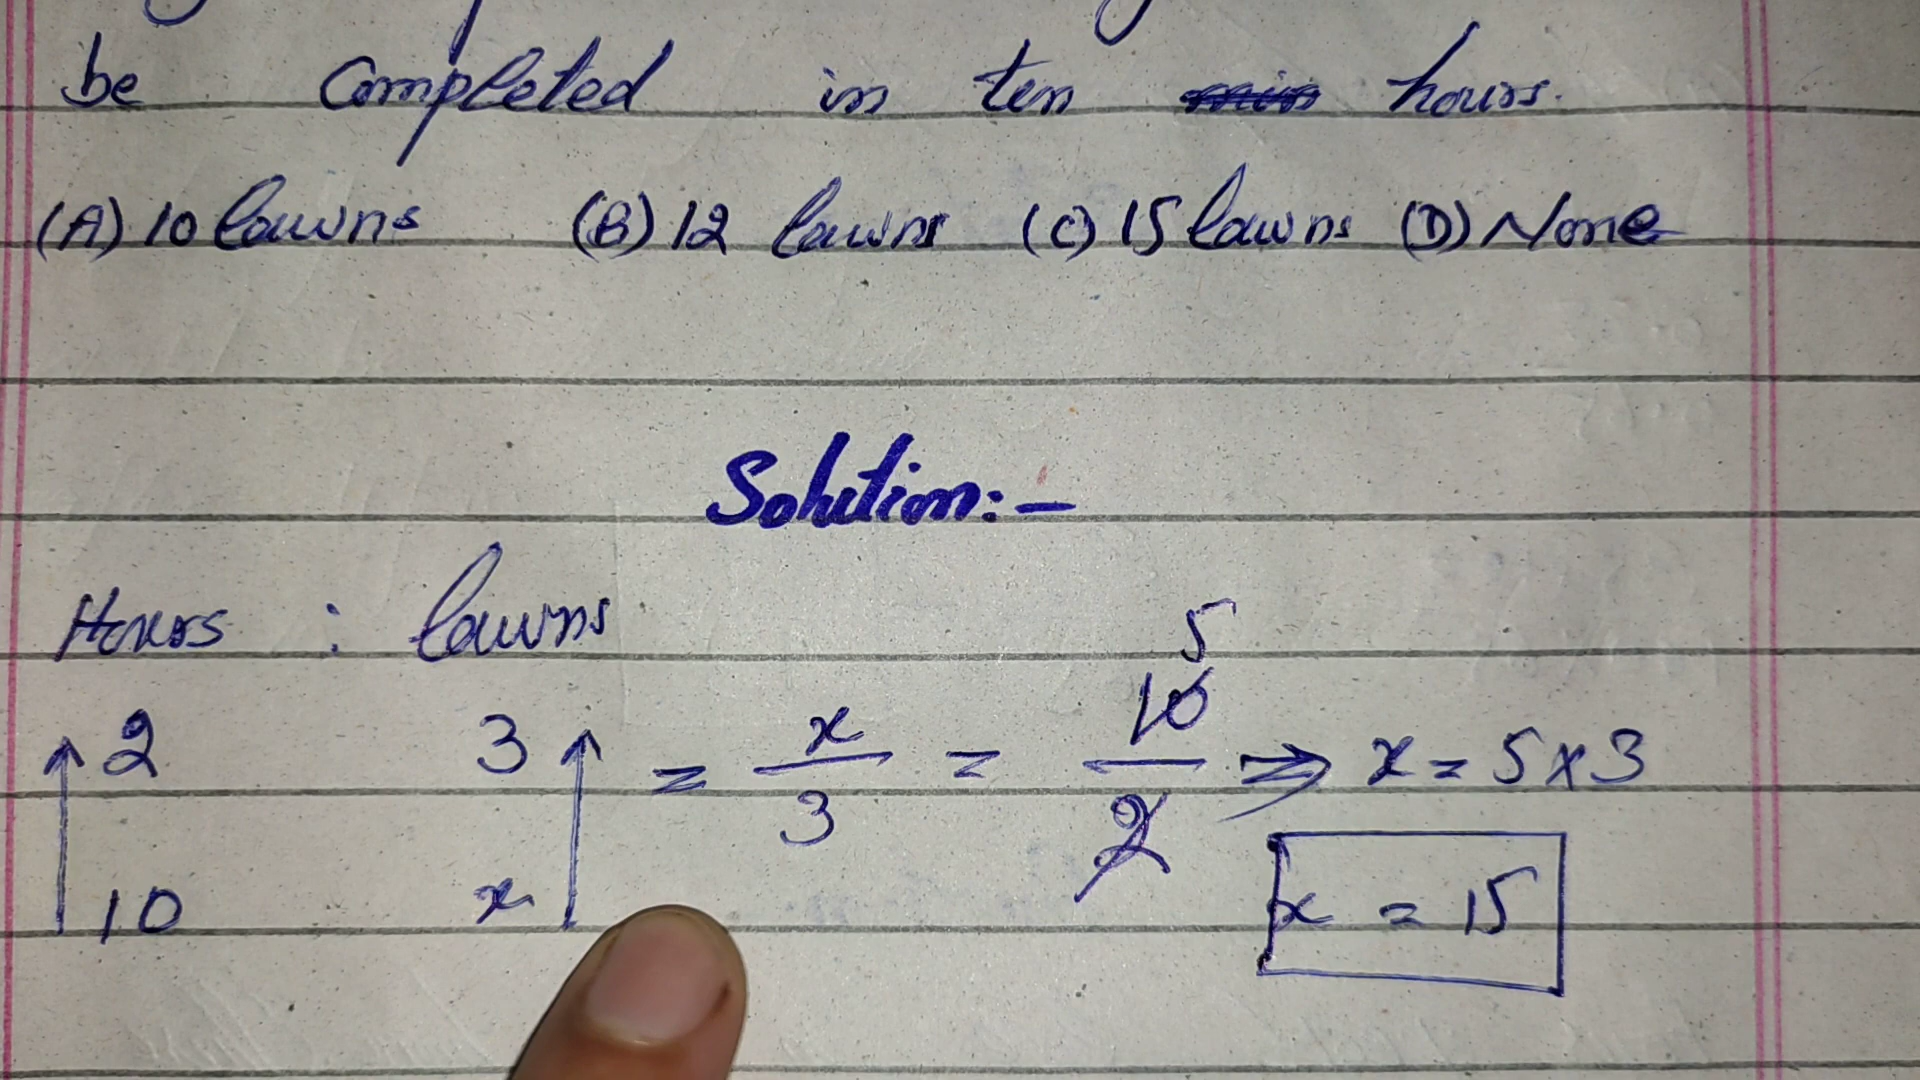 be completed in ten hours.
(A) 10 lawns (B) 12 lawns (C) 15 lawns (D) None
Solution:-
Hours : lawns
5
2 3 = x/3 = 10/2 ⇒ x = 5 x 3
10 x
x = 15